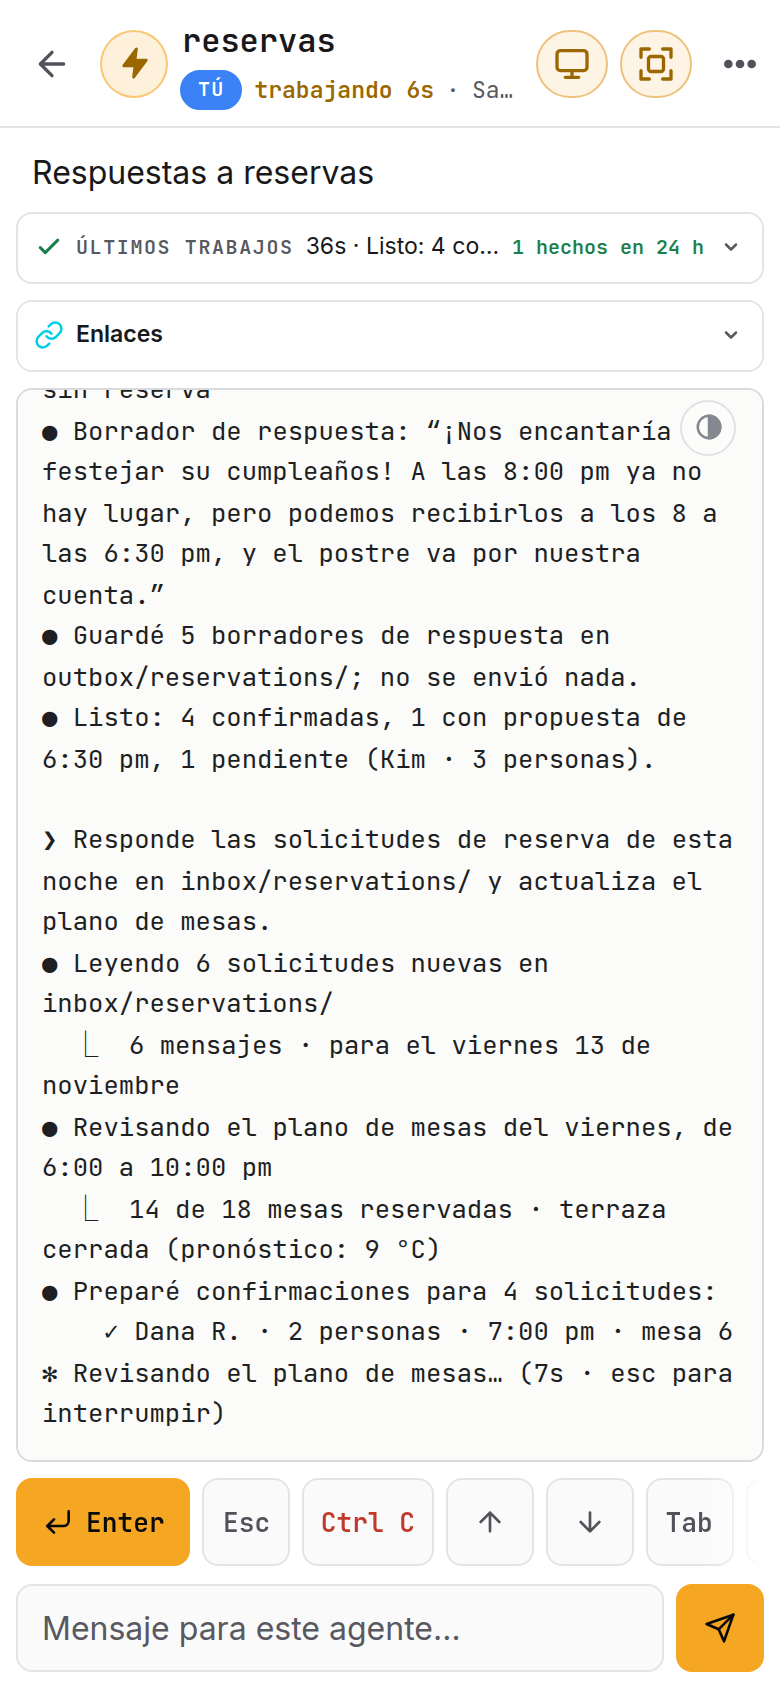 reservas
TÚ trabajando 6s · Sa…
Respuestas a reservas
ÚLTIMOS TRABAJOS 36s · Listo: 4 co… 1 hechos en 24 h
Enlaces
sin reserva
● Borrador de respuesta: “¡Nos encantaría
festejar su cumpleaños! A las 8:00 pm ya no
hay lugar, pero podemos recibirlos a los 8 a
las 6:30 pm, y el postre va por nuestra
cuenta.”
● Guardé 5 borradores de respuesta en
outbox/reservations/; no se envió nada.
● Listo: 4 confirmadas, 1 con propuesta de
6:30 pm, 1 pendiente (Kim · 3 personas).
❯ Responde las solicitudes de reserva de esta
noche en inbox/reservations/ y actualiza el
plano de mesas.
● Leyendo 6 solicitudes nuevas en
inbox/reservations/
⎿ 6 mensajes · para el viernes 13 de
noviembre
● Revisando el plano de mesas del viernes, de
6:00 a 10:00 pm
⎿ 14 de 18 mesas reservadas · terraza
cerrada (pronóstico: 9 °C)
● Preparé confirmaciones para 4 solicitudes:
✓ Dana R. · 2 personas · 7:00 pm · mesa 6
✻ Revisando el plano de mesas… (7s · esc para
interrumpir)
Enter Esc Ctrl C ↑ ↓ Tab
Mensaje para este agente...